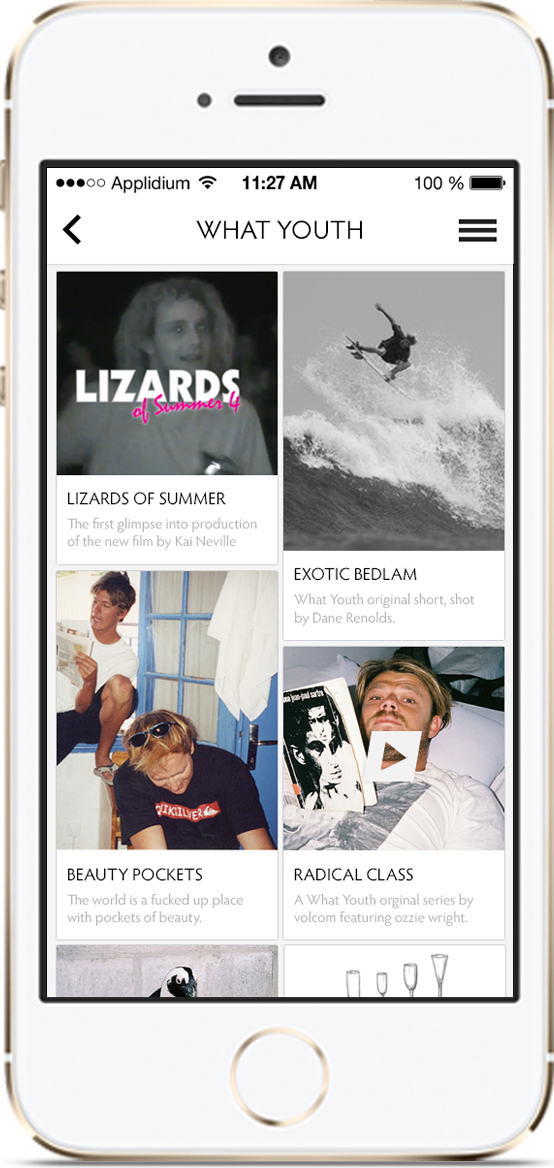 Applidium 11:27 AM 100 %
WHAT YOUTH
LIZARDS
of Summer 4
LIZARDS OF SUMMER
The first glimpse into production
of the new film by Kai Neville
EXOTIC BEDLAM
What Youth original short, shot
by Dane Renolds.
QUIKSILVER
BEAUTY POCKETS
The world is a fucked up place
with pockets of beauty.
jean-paul sartre
RADICAL CLASS
A What Youth orginal series by
volcom featuring ozzie wright.